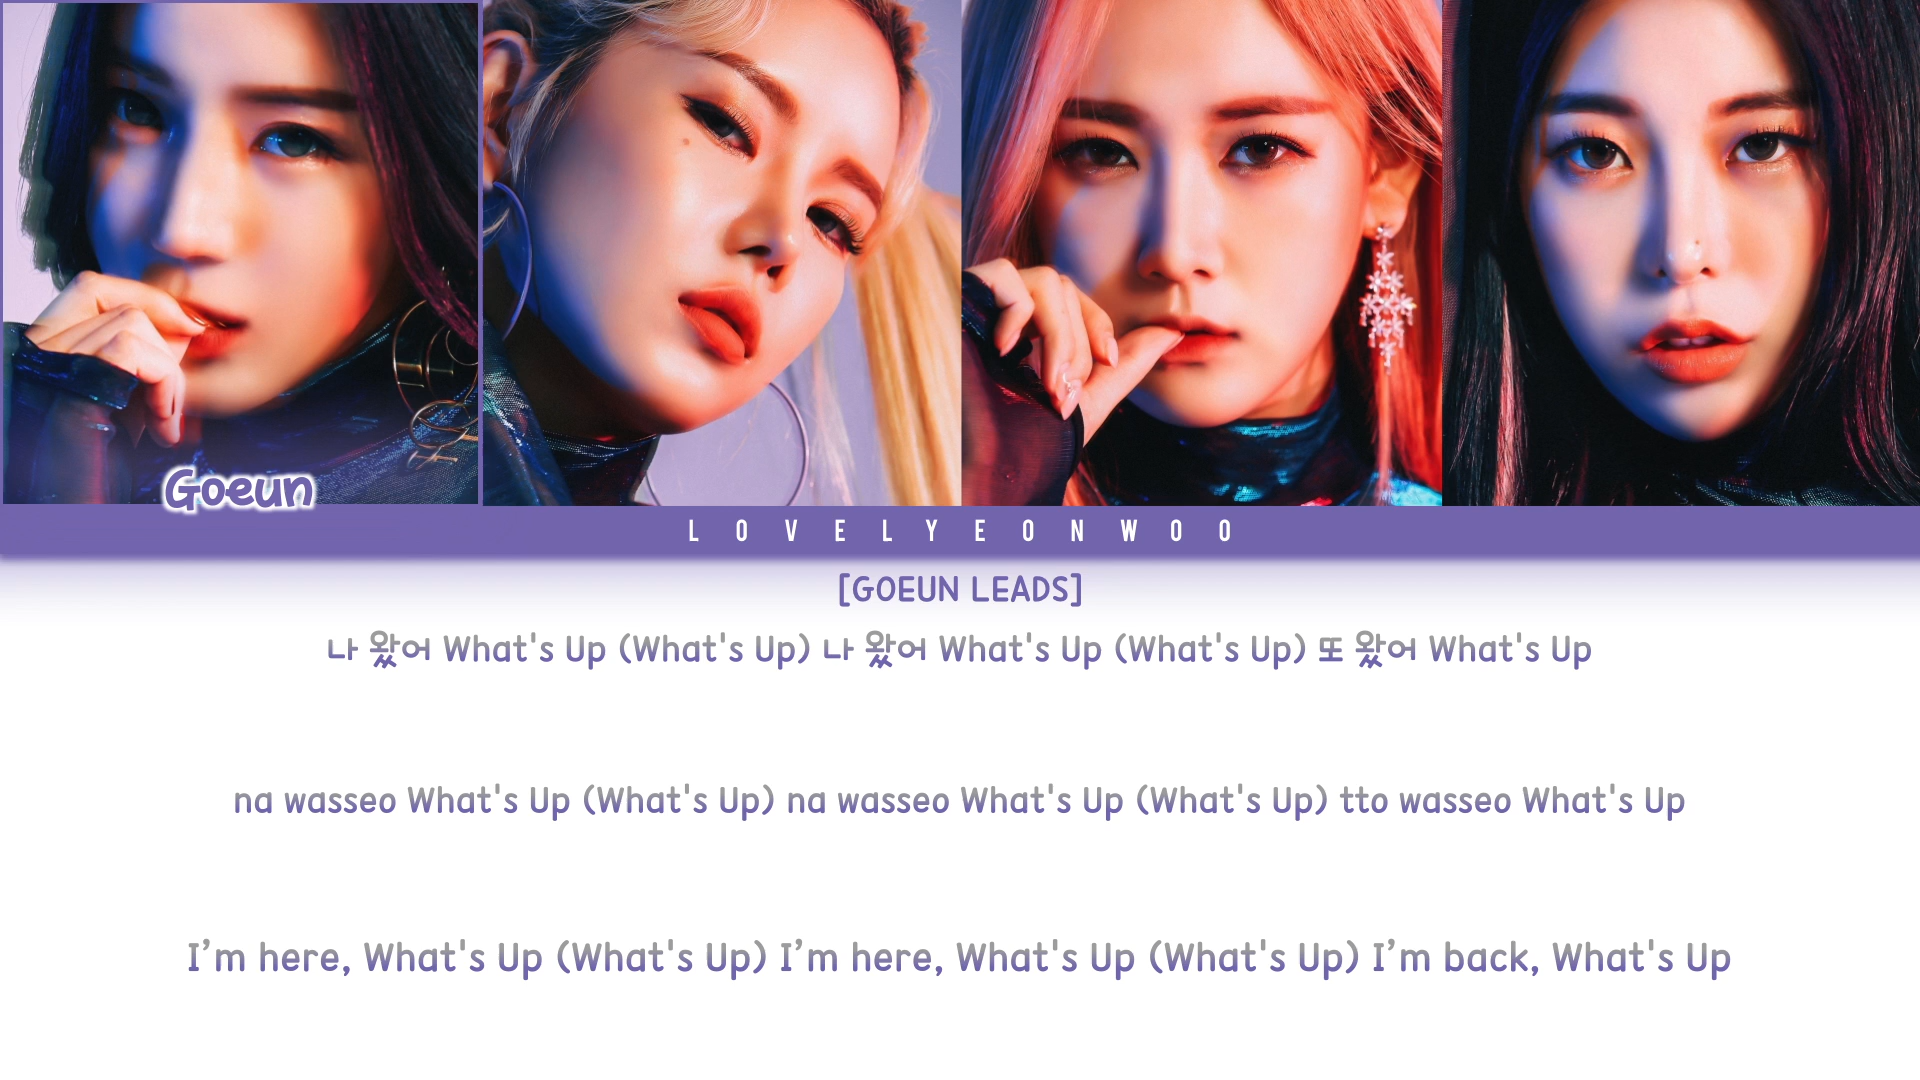 Goeun
LOVELYEONWOO
[GOEUN LEADS]
나 왔어 What's Up (What's Up) 나 왔어 What's Up (What's Up) 또 왔어 What's Up
na wasseo What's Up (What's Up) na wasseo What's Up (What's Up) tto wasseo What's Up
I’m here, What's Up (What's Up) I’m here, What's Up (What's Up) I’m back, What's Up